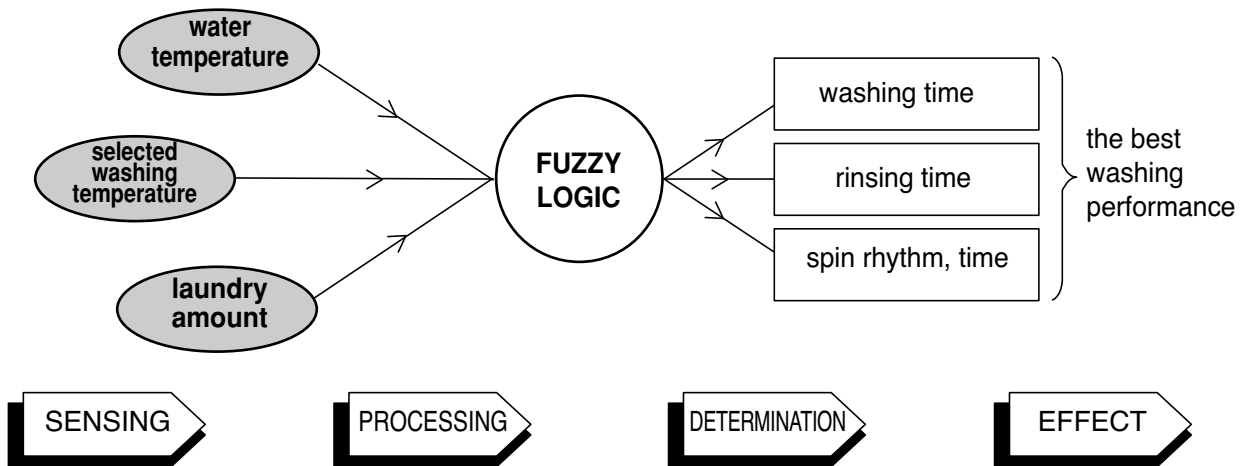 water
temperature
selected
washing
temperature
laundry
amount
FUZZY
LOGIC
washing time
rinsing time
spin rhythm, time
the best
washing
performance
SENSING
PROCESSING
DETERMINATION
EFFECT